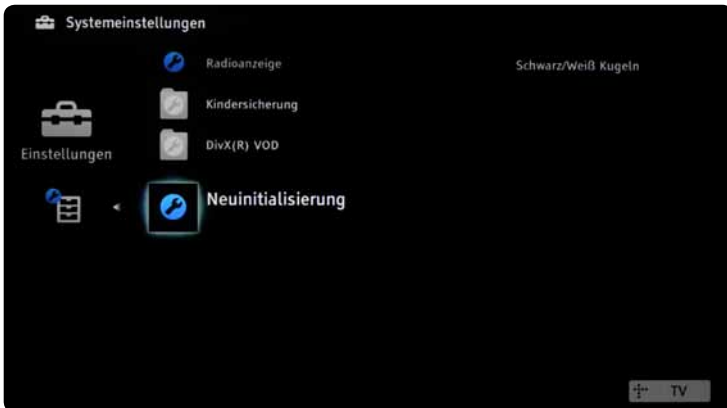 Systemeinstellungen
Radioanzeige
Schwarz/Weiß Kugeln
Kindersicherung
Einstellungen
DivX(R) VOD
Neuinitialisierung
TV